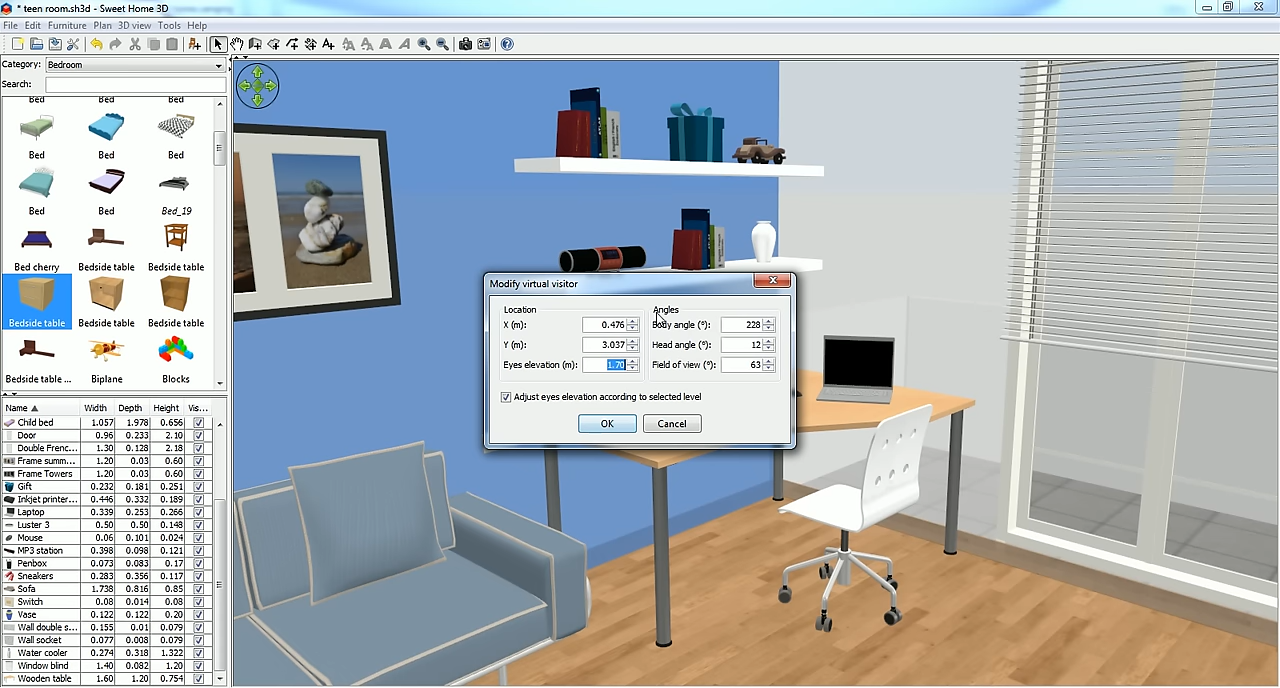 * teen room.sh3d - Sweet Home 3D
File Edit Furniture Plan 3D view Tools Help
Category: Bedroom
Search:
Bed Bed Bed
Bed Bed Bed
Bed Bed Bed_19
Bed cherry Bedside table Bedside table
Bedside table Bedside table Bedside table
Bedside table ... Biplane Blocks
Name Width Depth Height Vis...
Child bed 1.057 1.978 0.656
Door 0.96 0.233 2.10
Double Frenc... 1.30 0.128 2.18
Frame summ... 1.20 0.03 0.60
Frame Towers 1.20 0.03 0.60
Gift 0.232 0.181 0.251
Inkjet printer... 0.446 0.332 0.189
Laptop 0.339 0.253 0.266
Luster 3 0.50 0.50 0.148
Mouse 0.06 0.101 0.024
MP3 station 0.398 0.098 0.121
Penbox 0.073 0.083 0.17
Sneakers 0.283 0.356 0.117
Sofa 1.738 0.816 0.85
Switch 0.08 0.014 0.08
Vase 0.122 0.122 0.20
Wall double s... 0.155 0.01 0.079
Wall socket 0.077 0.008 0.079
Water cooler 0.274 0.318 1.322
Window blind 1.40 0.082 1.20
Wooden table 1.60 1.20 0.754
Modify virtual visitor
Location
X (m): 0.476
Y (m): 3.037
Eyes elevation (m): 1.70
Angles
Body angle (°): 228
Head angle (°): 12
Field of view (°): 63
Adjust eyes elevation according to selected level
OK Cancel